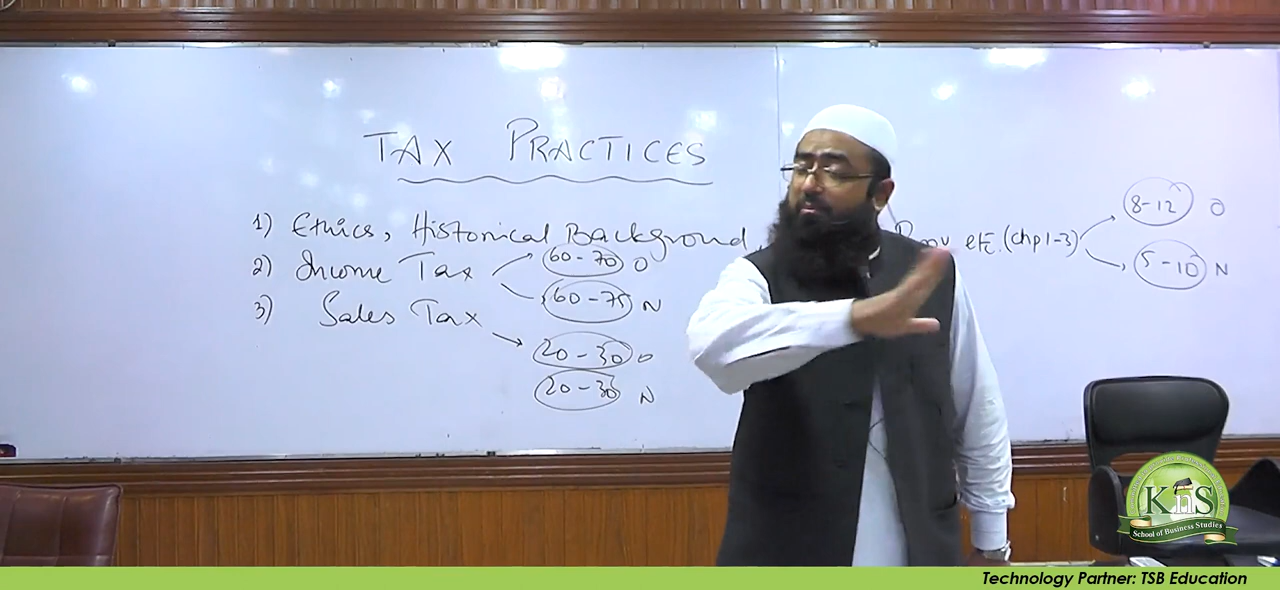 TAX PRACTICES
1) Ethics, Historical Background, etc. (chp 1-3)
8-12 O
5-10 N
2) Income Tax
60-70 O
60-75 N
3) Sales Tax
20-30 O
20-30 N
KnS
School of Business Studies
Technology Partner: TSB Education